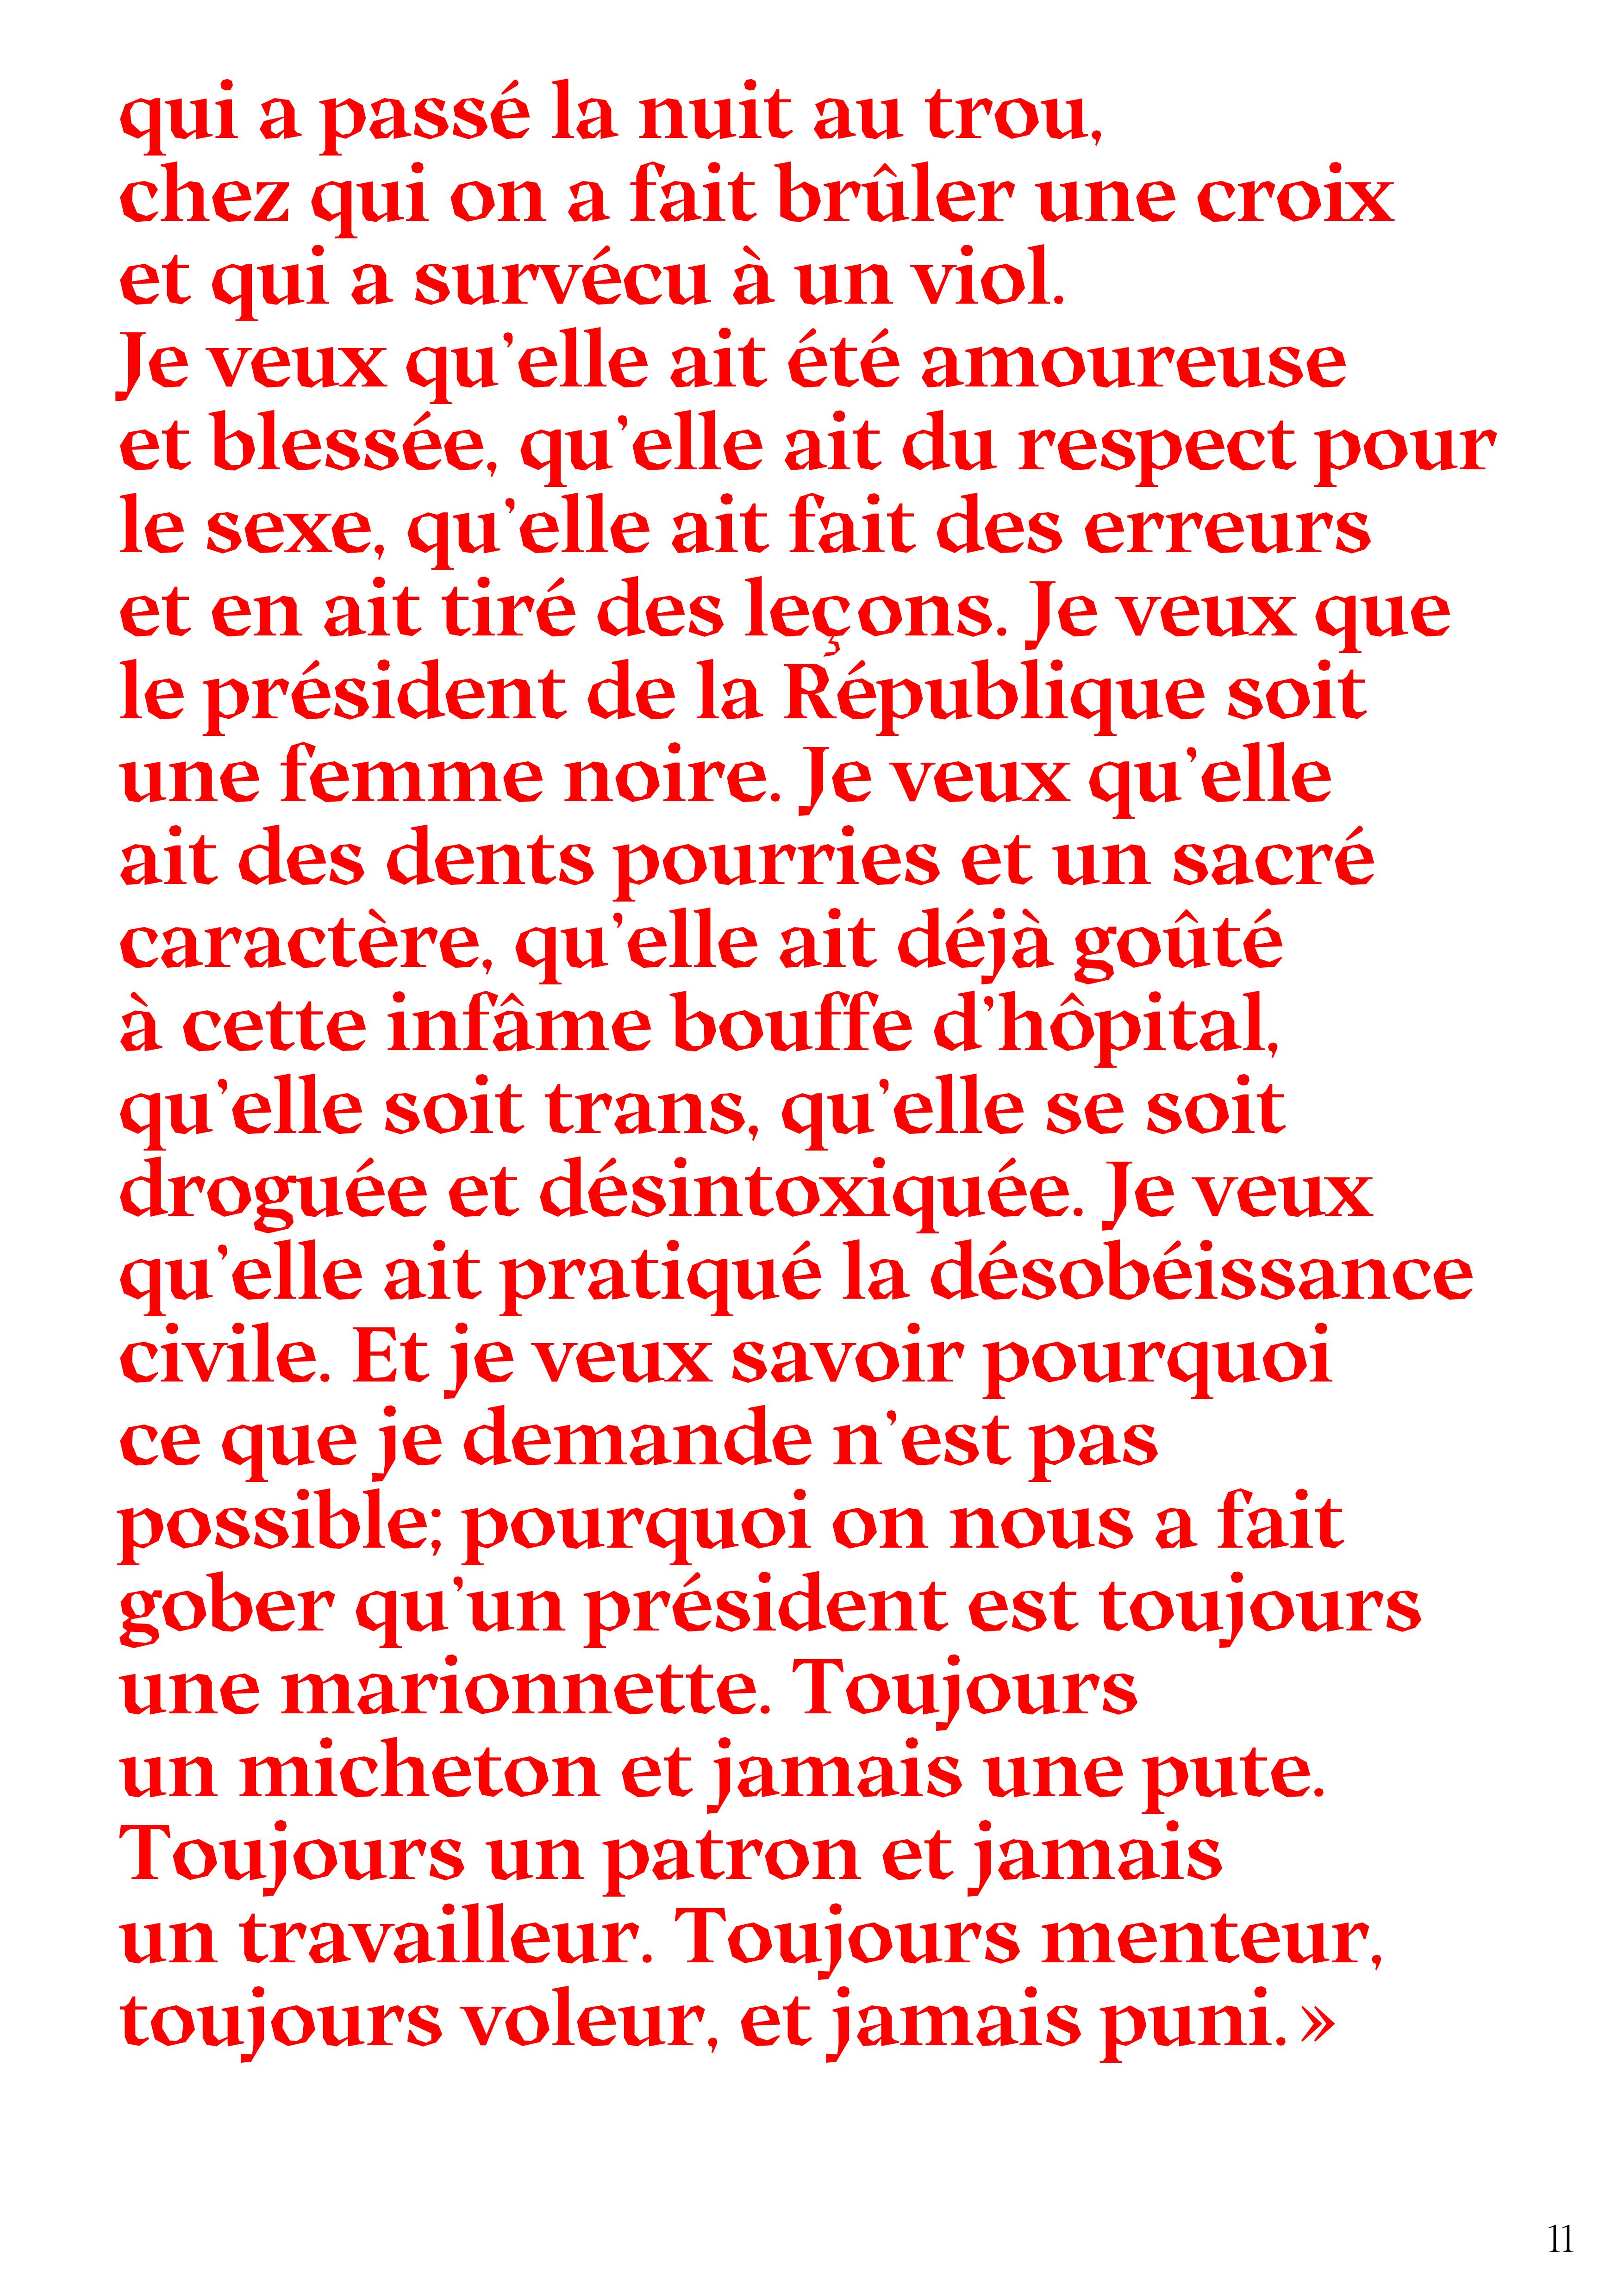 qui a passé la nuit au trou,
chez qui on a fait brûler une croix
et qui a survécu à un viol.
Je veux qu’elle ait été amoureuse
et blessée, qu’elle ait du respect pour
le sexe, qu’elle ait fait des erreurs
et en ait tiré des leçons. Je veux que
le président de la République soit
une femme noire. Je veux qu’elle
ait des dents pourries et un sacré
caractère, qu’elle ait déjà goûté
à cette infâme bouffe d’hôpital,
qu’elle soit trans, qu’elle se soit
droguée et désintoxiquée. Je veux
qu’elle ait pratiqué la désobéissance
civile. Et je veux savoir pourquoi
ce que je demande n’est pas
possible; pourquoi on nous a fait
gober qu’un président est toujours
une marionnette. Toujours
un micheton et jamais une pute.
Toujours un patron et jamais
un travailleur. Toujours menteur,
toujours voleur, et jamais puni. »
11